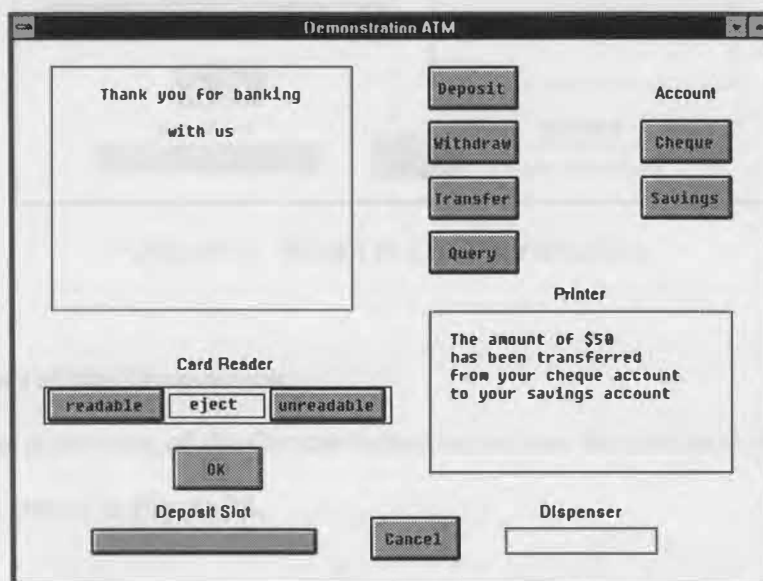 Demonstration ATM
Thank you for banking
with us
Deposit
Withdraw
Transfer
Query
Account
Cheque
Savings
Printer
The amount of $50
has been transferred
from your cheque account
to your savings account
Card Reader
readable eject unreadable
OK
Deposit Slot
Cancel
Dispenser